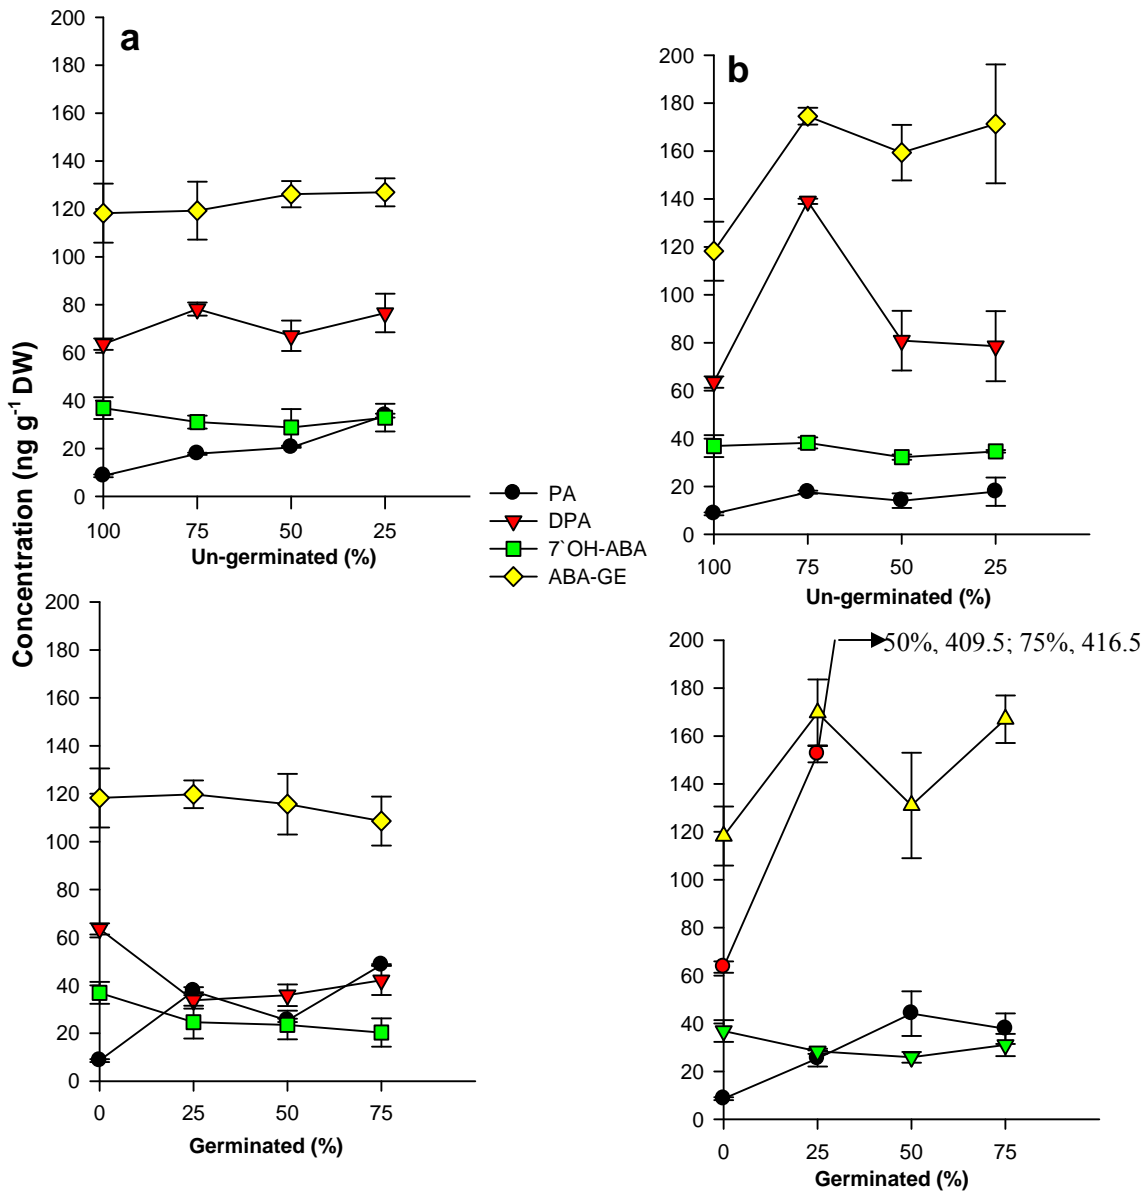 Concentration (ng g⁻¹ DW)
a
200
180
160
140
120
100
80
60
40
20
0
100 75 50 25
Un-germinated (%)
b
200
180
160
140
120
100
80
60
40
20
0
100 75 50 25
Un-germinated (%)
PA
DPA
7`OH-ABA
ABA-GE
200
180
160
140
120
100
80
60
40
20
0
0 25 50 75
Germinated (%)
200
180
160
140
120
100
80
60
40
20
0
50%, 409.5; 75%, 416.5
0 25 50 75
Germinated (%)